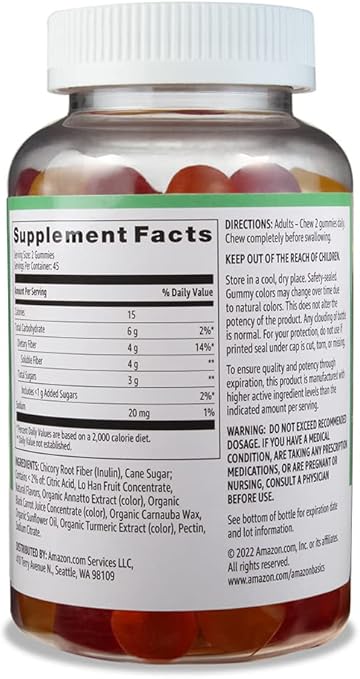 Supplement Facts
Serving Size: 2 Gummies
Servings Per Container: 45
Amount Per Serving % Daily Value
Calories 15
Total Carbohydrate 6 g 2%*
Dietary Fiber 4 g 14%*
Soluble Fiber 4 g **
Total Sugars 3 g **
Includes <1 g Added Sugars 2%*
Sodium 20 mg 1%
*Percent Daily Values are based on a 2,000 calorie diet.
**Daily Value not established.
INGREDIENTS: Chicory Root Fiber (Inulin), Cane Sugar;
Contains < 2% of: Citric Acid, Lo Han Fruit Concentrate,
Natural Flavors, Organic Annatto Extract (color), Organic
Black Carrot Juice Concentrate (color), Organic Carnauba Wax,
Organic Sunflower Oil, Organic Turmeric Extract (color), Pectin,
Sodium Citrate.
DISTRIBUTED BY: Amazon.com Services LLC,
410 Terry Avenue N., Seattle, WA 98109
DIRECTIONS: Adults – Chew 2 gummies daily.
Chew completely before swallowing.
KEEP OUT OF THE REACH OF CHILDREN.
Store in a cool, dry place. Safety-sealed.
Gummy colors may change over time due
to natural colors. This does not alter the
potency of the product. Any clouding of bottle
is normal. For your protection, do not use if
printed seal under cap is cut, torn, or missing.
To ensure quality and potency through
expiration, this product is manufactured with
higher active ingredient levels than the
indicated amount per serving.
WARNING: DO NOT EXCEED RECOMMENDED
DOSAGE. IF YOU HAVE A MEDICAL
CONDITION, ARE TAKING ANY PRESCRIPTION
MEDICATIONS, OR ARE PREGNANT OR
NURSING, CONSULT A PHYSICIAN
BEFORE USE.
See bottom of bottle for expiration date
and lot information.
© 2022 Amazon.com, Inc. or its affiliates.
All rights reserved.
www.amazon.com/amazonbasics